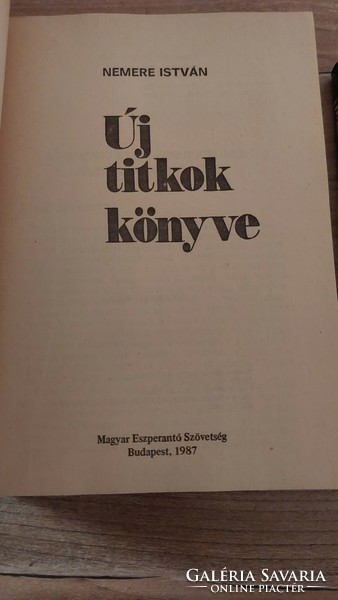 NEMERE ISTVÁN
Új
titkok
könyve
Magyar Eszperantó Szövetség
Budapest, 1987
GALÉRIA SAVARIA
ONLINE PIACTÉR